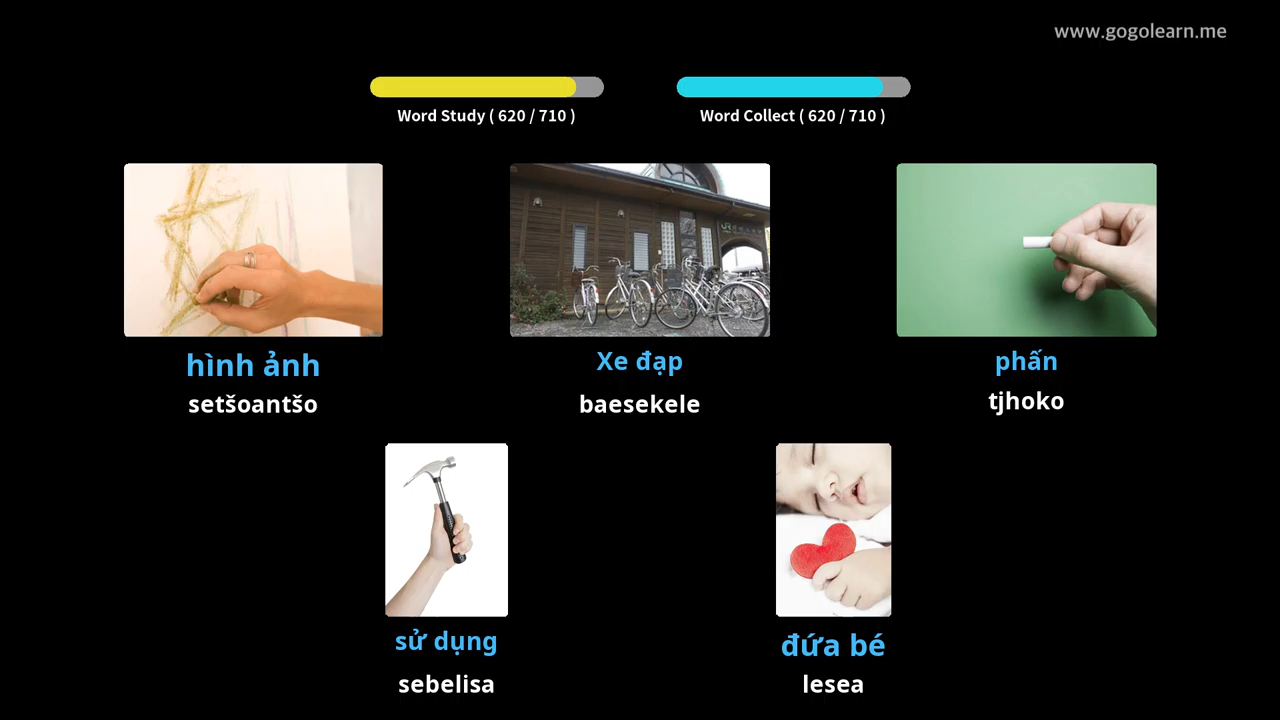 www.gogolearn.me
Word Study ( 620 / 710 )
Word Collect ( 620 / 710 )
hình ảnh
setšoantšo
Xe đạp
baesekele
phấn
tjhoko
sử dụng
sebelisa
đứa bé
lesea